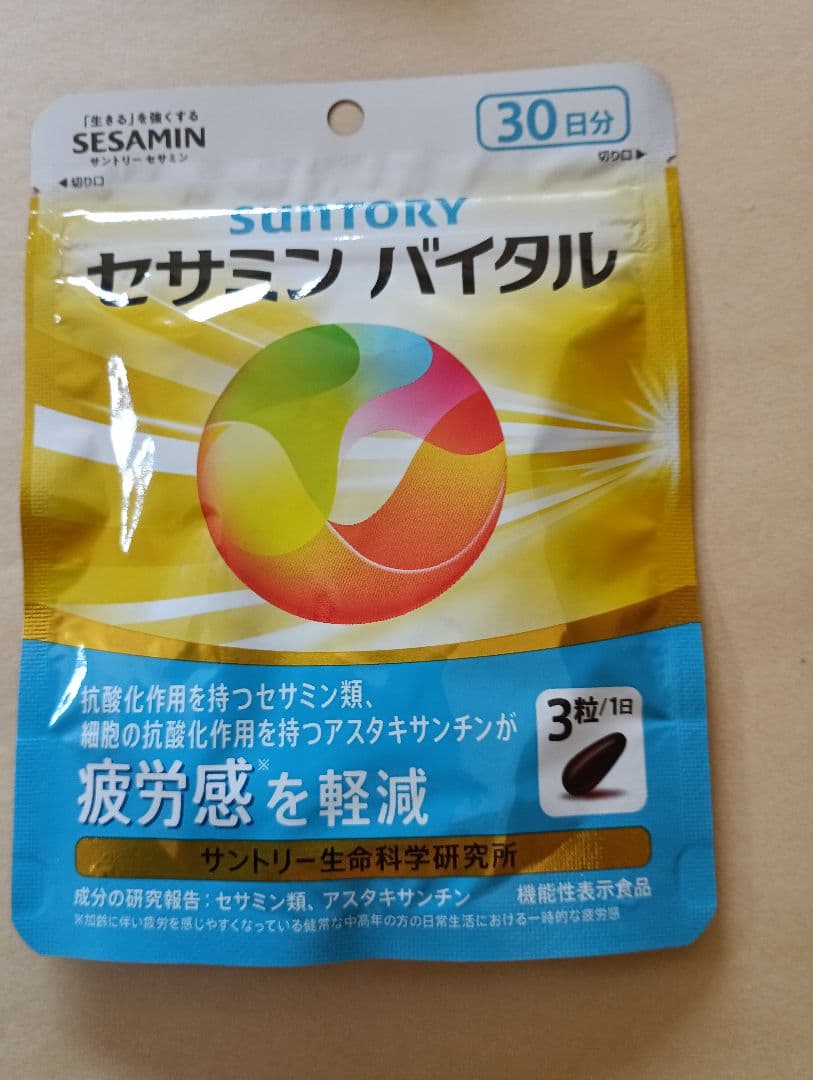 「生きる」を強くする
SESAMIN
サントリー セサミン
30日分
◀切り口
切り口▶
SUNTORY
セサミン バイタル
抗酸化作用を持つセサミン類、
細胞の抗酸化作用を持つアスタキサンチンが
疲労感※を軽減
3粒/1日
サントリー生命科学研究所
成分の研究報告：セサミン類、アスタキサンチン
機能性表示食品
※加齢に伴い疲労を感じやすくなっている健常な中高年の方の日常生活における一時的な疲労感